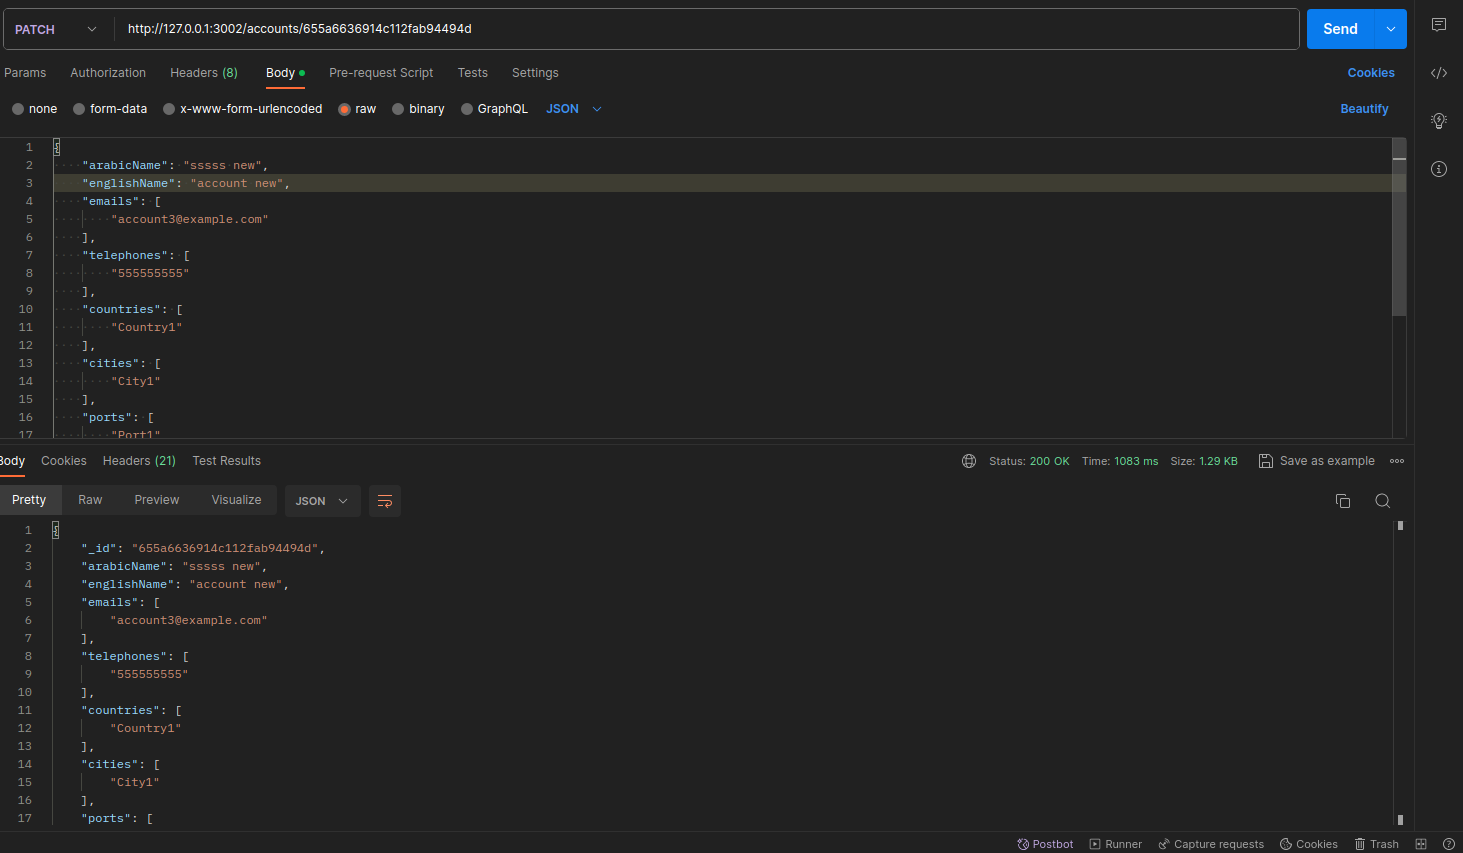 PATCH http://127.0.0.1:3002/accounts/655a6636914c112fab94494d Send
Params Authorization Headers (8) Body Pre-request Script Tests Settings Cookies
none form-data x-www-form-urlencoded raw binary GraphQL JSON Beautify
1 {
2 "arabicName": "sssss new",
3 "englishName": "account new",
4 "emails": [
5 "account3@example.com"
6 ],
7 "telephones": [
8 "555555555"
9 ],
10 "countries": [
11 "Country1"
12 ],
13 "cities": [
14 "City1"
15 ],
16 "ports": [
17 "Port1"
Body Cookies Headers (21) Test Results Status: 200 OK Time: 1083 ms Size: 1.29 KB Save as example
Pretty Raw Preview Visualize JSON
1 {
2 "_id": "655a6636914c112fab94494d",
3 "arabicName": "sssss new",
4 "englishName": "account new",
5 "emails": [
6 "account3@example.com"
7 ],
8 "telephones": [
9 "555555555"
10 ],
11 "countries": [
12 "Country1"
13 ],
14 "cities": [
15 "City1"
16 ],
17 "ports": [
Postbot Runner Capture requests Cookies Trash